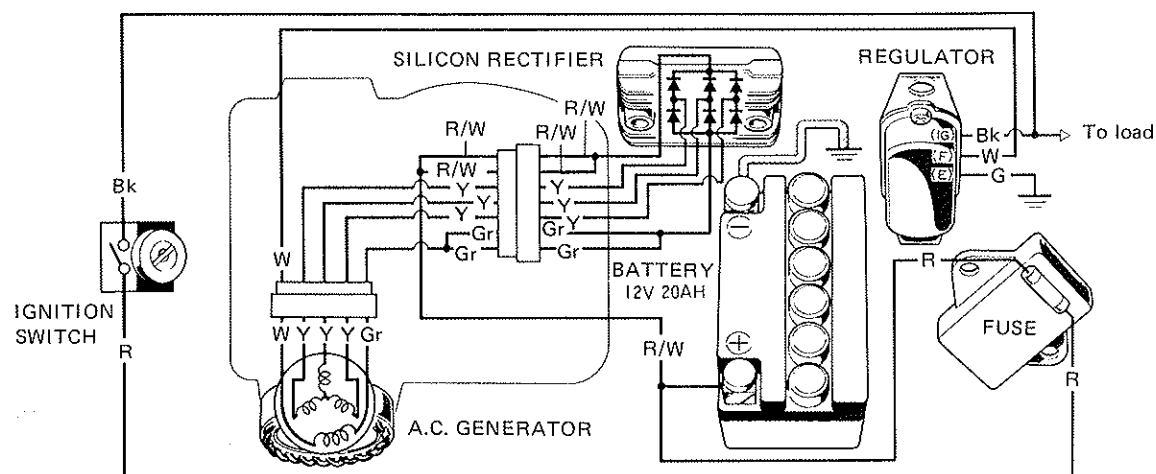 SILICON RECTIFIER
REGULATOR
R/W
R/W
R/W
R/W
(IG)
Bk
To load
(F)
W
(E)
G
Bk
Y
Y
Y
Y
Y
Y
Gr
Gr
Gr
Gr
W
IGNITION
SWITCH
R
BATTERY
12V 20AH
R
FUSE
W
Y
Y
Y
Gr
R/W
R
A.C. GENERATOR